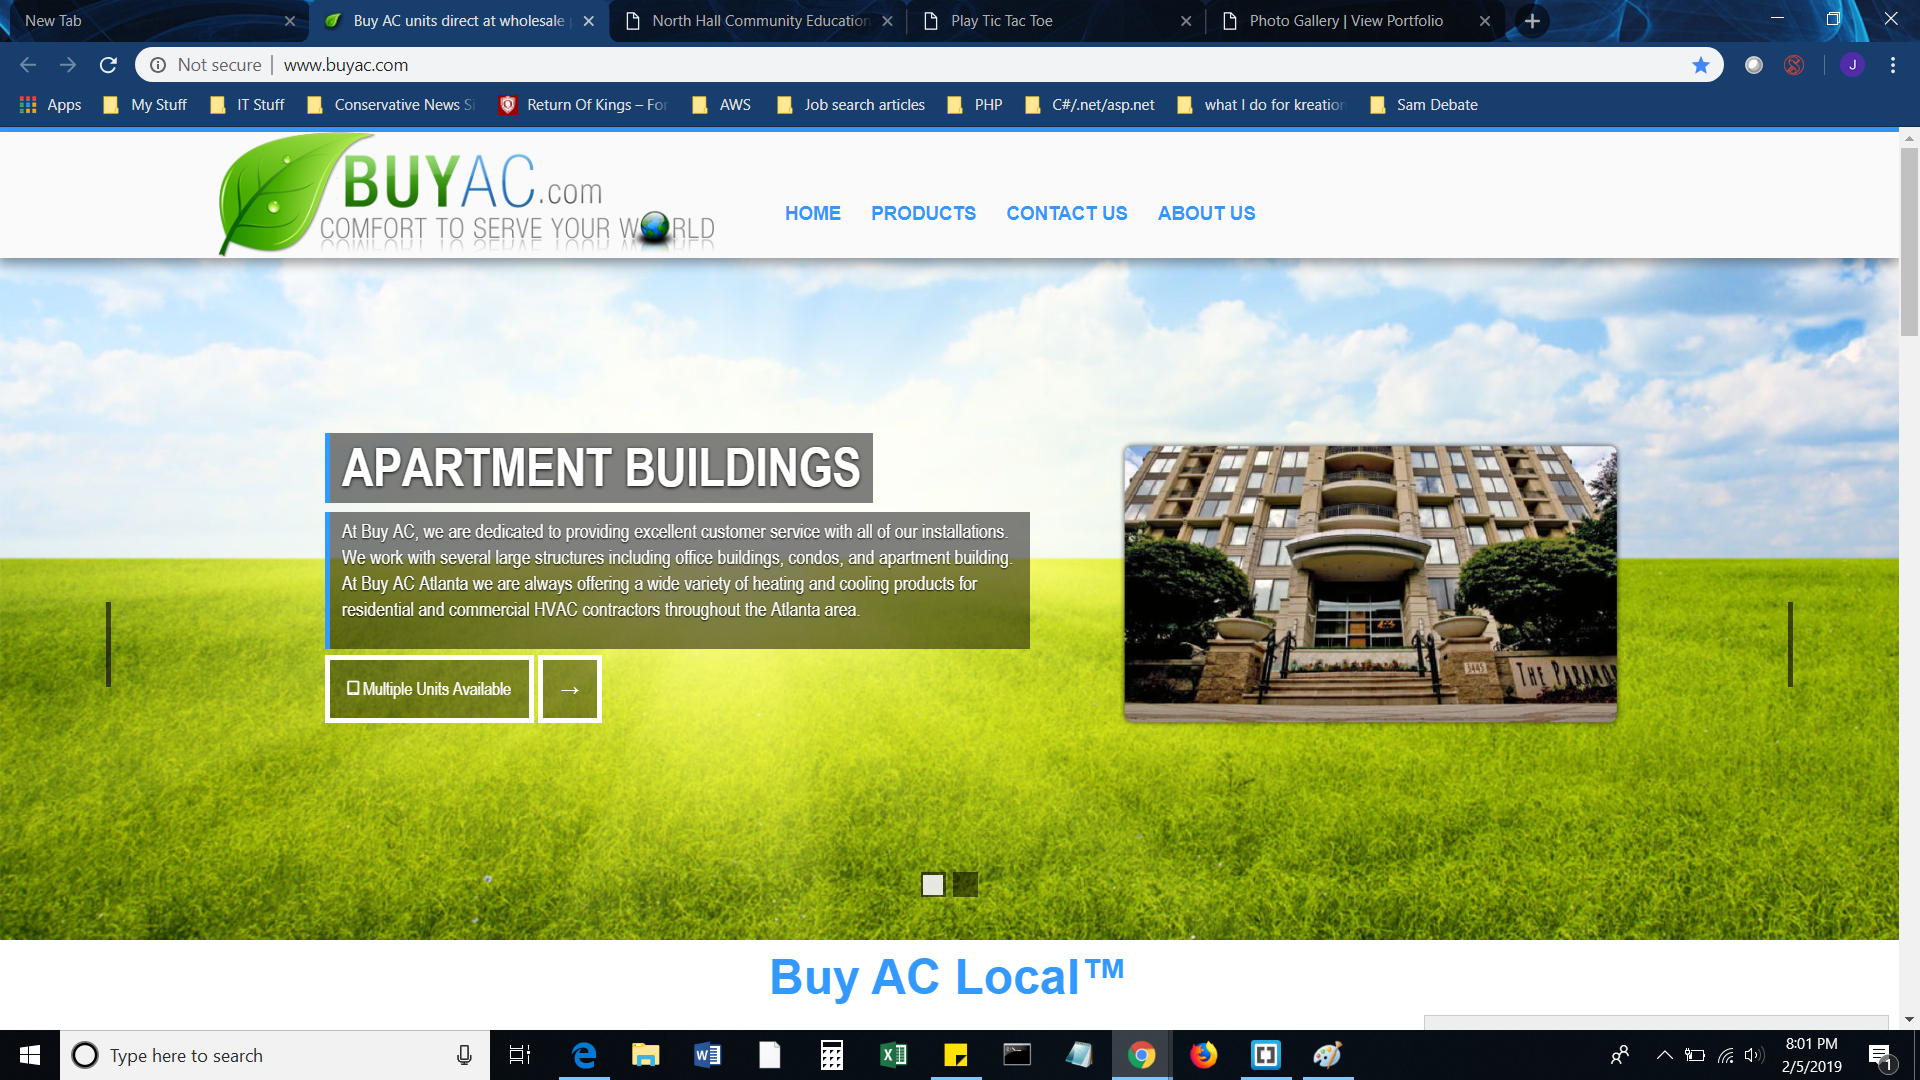 New Tab
Buy AC units direct at wholesale
North Hall Community Education
Play Tic Tac Toe
Photo Gallery | View Portfolio
Not secure | www.buyac.com
J
Apps
My Stuff
IT Stuff
Conservative News Si
Return Of Kings – For
AWS
Job search articles
PHP
C#/.net/asp.net
what I do for kreation
Sam Debate
BUYAC.com
COMFORT TO SERVE YOUR WORLD
HOME
PRODUCTS
CONTACT US
ABOUT US
APARTMENT BUILDINGS
At Buy AC, we are dedicated to providing excellent customer service with all of our installations.
We work with several large structures including office buildings, condos, and apartment building.
At Buy AC Atlanta we are always offering a wide variety of heating and cooling products for
residential and commercial HVAC contractors throughout the Atlanta area.
Multiple Units Available
→
3445
THE PARAMO
Buy AC Local™
Type here to search
8:01 PM
2/5/2019
1